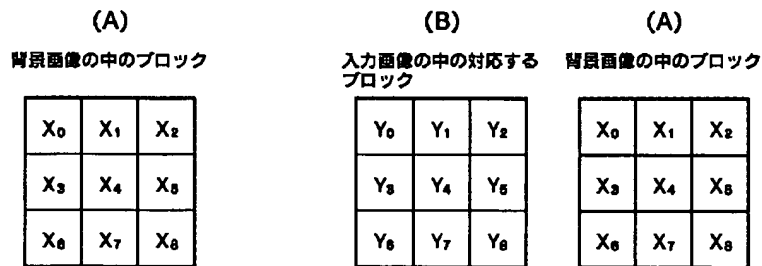 (A)
背景画像の中のブロック
X₀ X₁ X₂
X₃ X₄ X₅
X₆ X₇ X₈
(B)
入力画像の中の対応する
ブロック
Y₀ Y₁ Y₂
Y₃ Y₄ Y₅
Y₆ Y₇ Y₈
(A)
背景画像の中のブロック
X₀ X₁ X₂
X₃ X₄ X₅
X₆ X₇ X₈